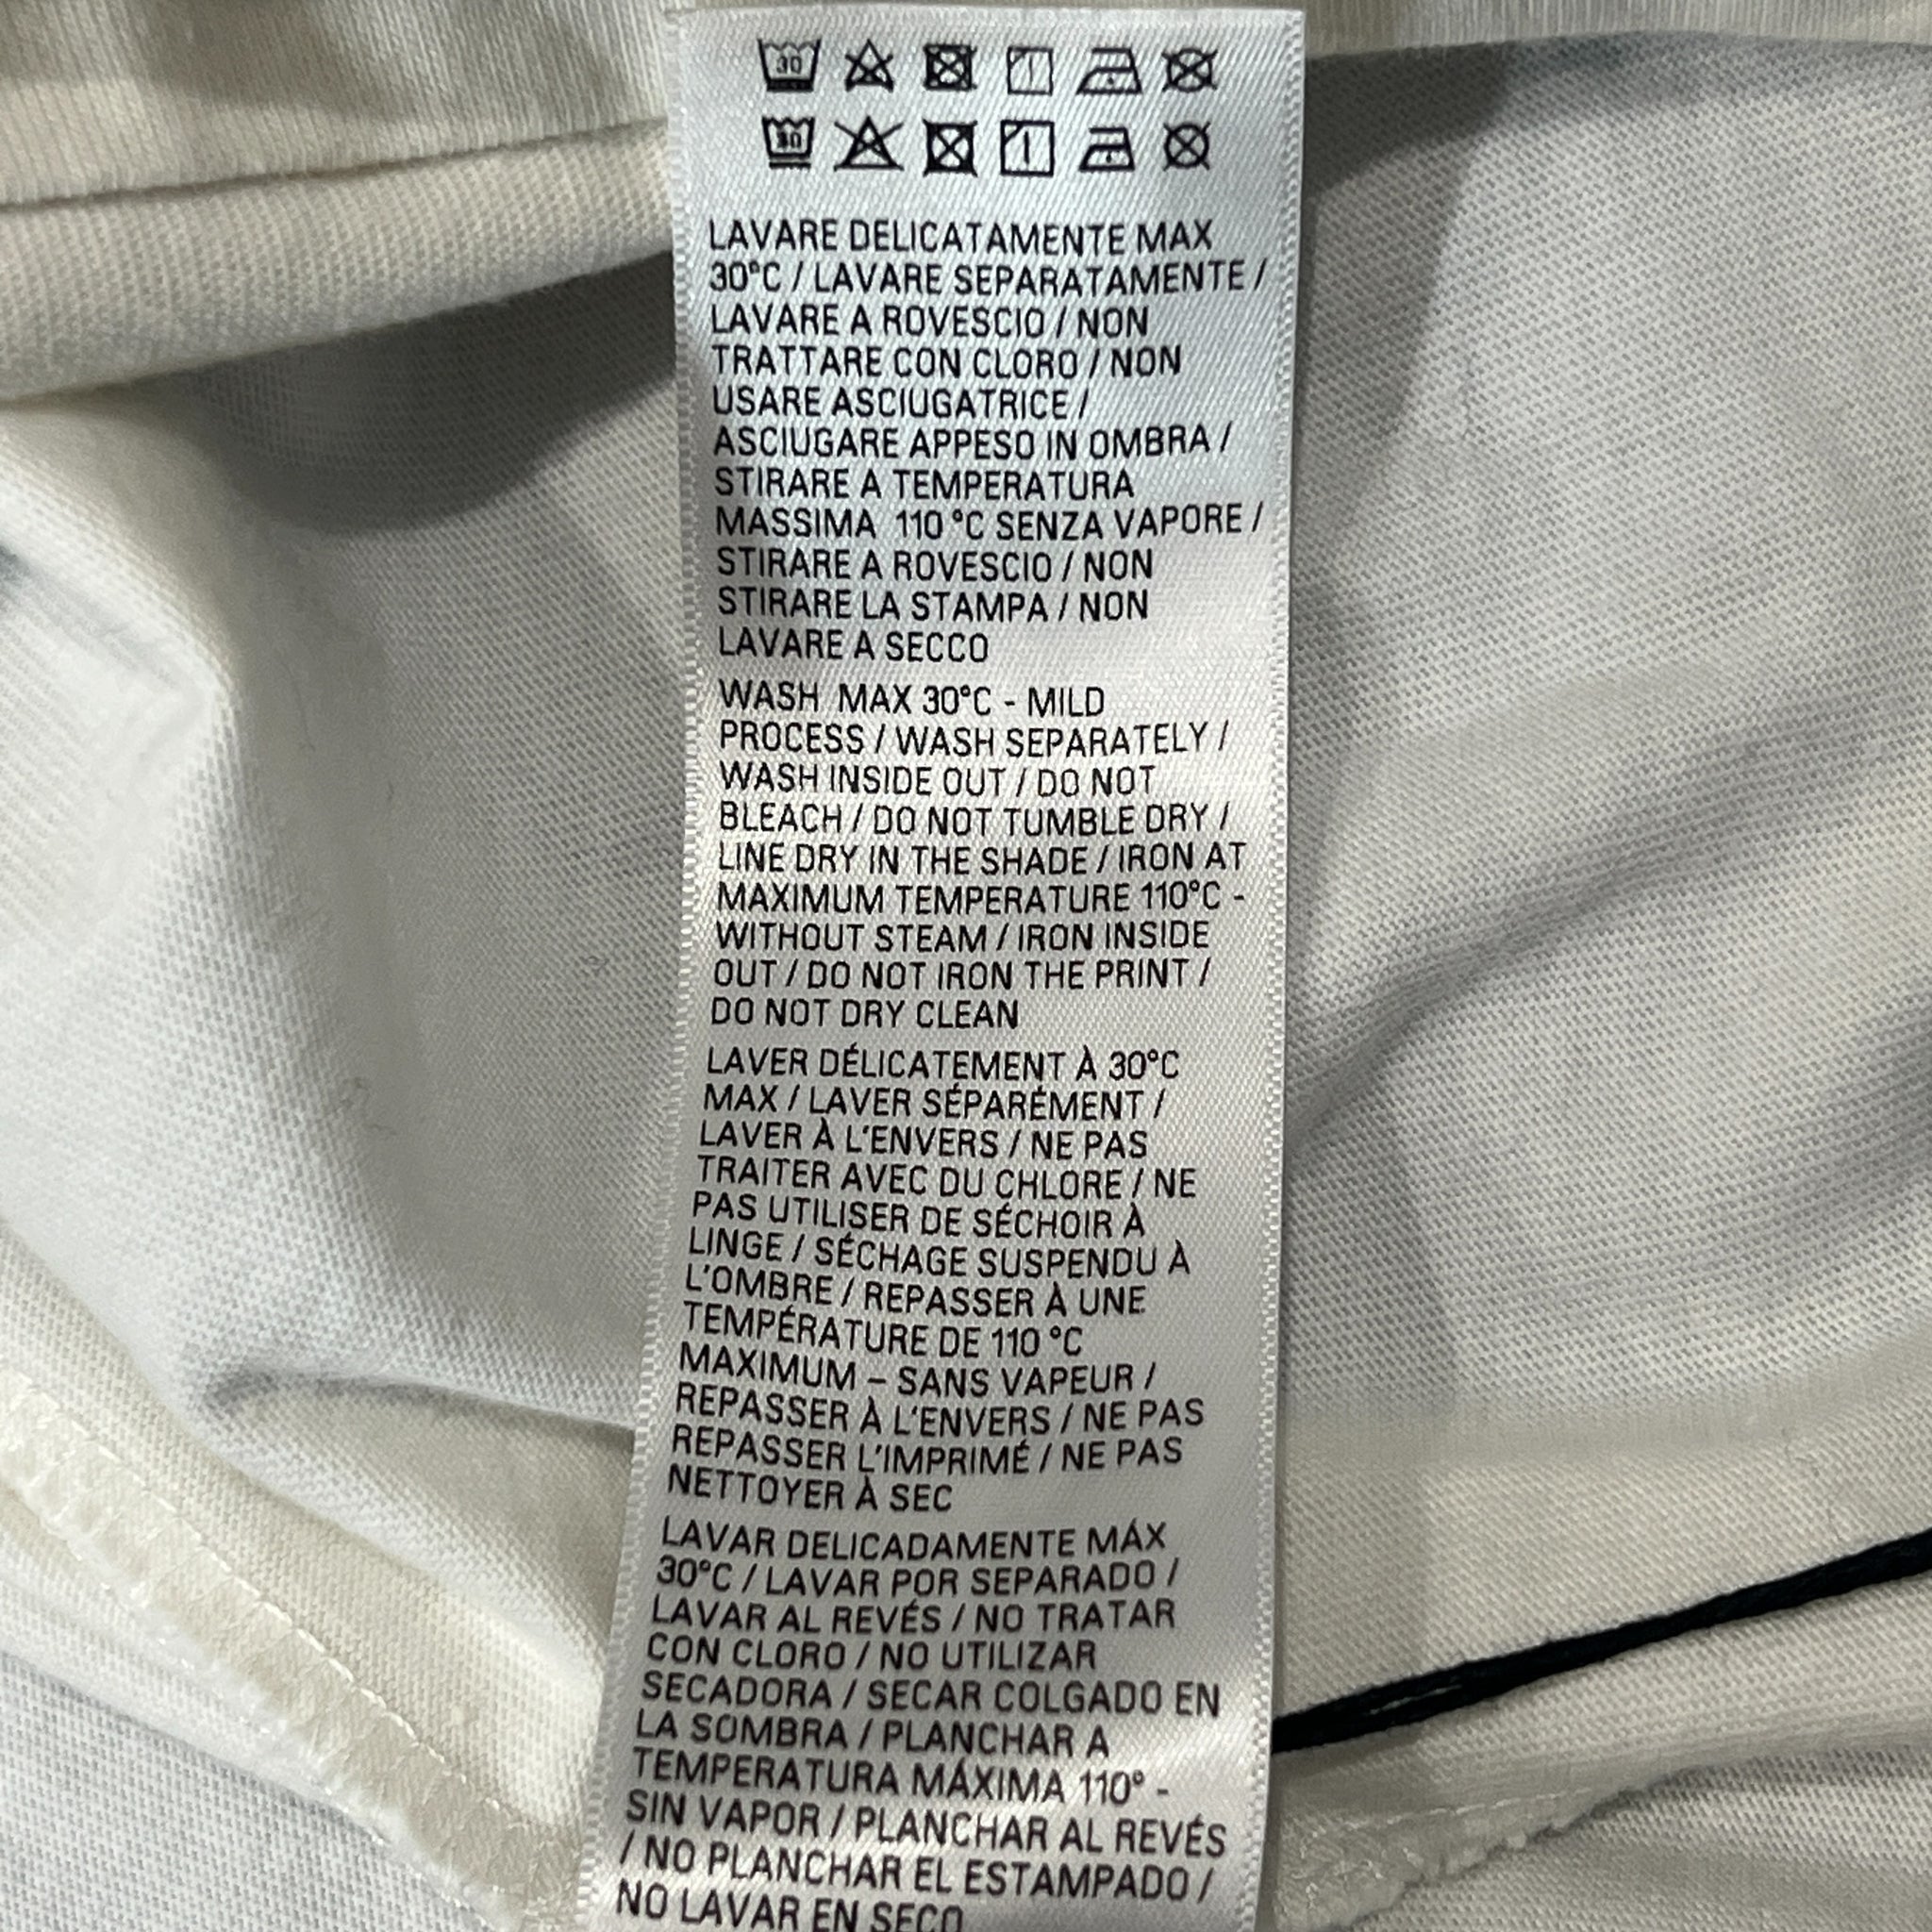 30
30
LAVARE DELICATAMENTE MAX
30°C / LAVARE SEPARATAMENTE /
LAVARE A ROVESCIO / NON
TRATTARE CON CLORO / NON
USARE ASCIUGATRICE /
ASCIUGARE APPESO IN OMBRA /
STIRARE A TEMPERATURA
MASSIMA 110 °C SENZA VAPORE /
STIRARE A ROVESCIO / NON
STIRARE LA STAMPA / NON
LAVARE A SECCO
WASH MAX 30°C - MILD
PROCESS / WASH SEPARATELY /
WASH INSIDE OUT / DO NOT
BLEACH / DO NOT TUMBLE DRY /
LINE DRY IN THE SHADE / IRON AT
MAXIMUM TEMPERATURE 110°C -
WITHOUT STEAM / IRON INSIDE
OUT / DO NOT IRON THE PRINT /
DO NOT DRY CLEAN
LAVER DÉLICATEMENT À 30°C
MAX / LAVER SÉPARÉMENT /
LAVER À L'ENVERS / NE PAS
TRAITER AVEC DU CHLORE / NE
PAS UTILISER DE SÉCHOIR À
LINGE / SÉCHAGE SUSPENDU À
L'OMBRE / REPASSER À UNE
TEMPÉRATURE DE 110 °C
MAXIMUM – SANS VAPEUR /
REPASSER À L'ENVERS / NE PAS
REPASSER L'IMPRIMÉ / NE PAS
NETTOYER À SEC
LAVAR DELICADAMENTE MÁX
30°C / LAVAR POR SEPARADO /
LAVAR AL REVÉS / NO TRATAR
CON CLORO / NO UTILIZAR
SECADORA / SECAR COLGADO EN
LA SOMBRA / PLANCHAR A
TEMPERATURA MÁXIMA 110° -
SIN VAPOR / PLANCHAR AL REVÉS
/ NO PLANCHAR EL ESTAMPADO /
NO LAVAR EN SECO